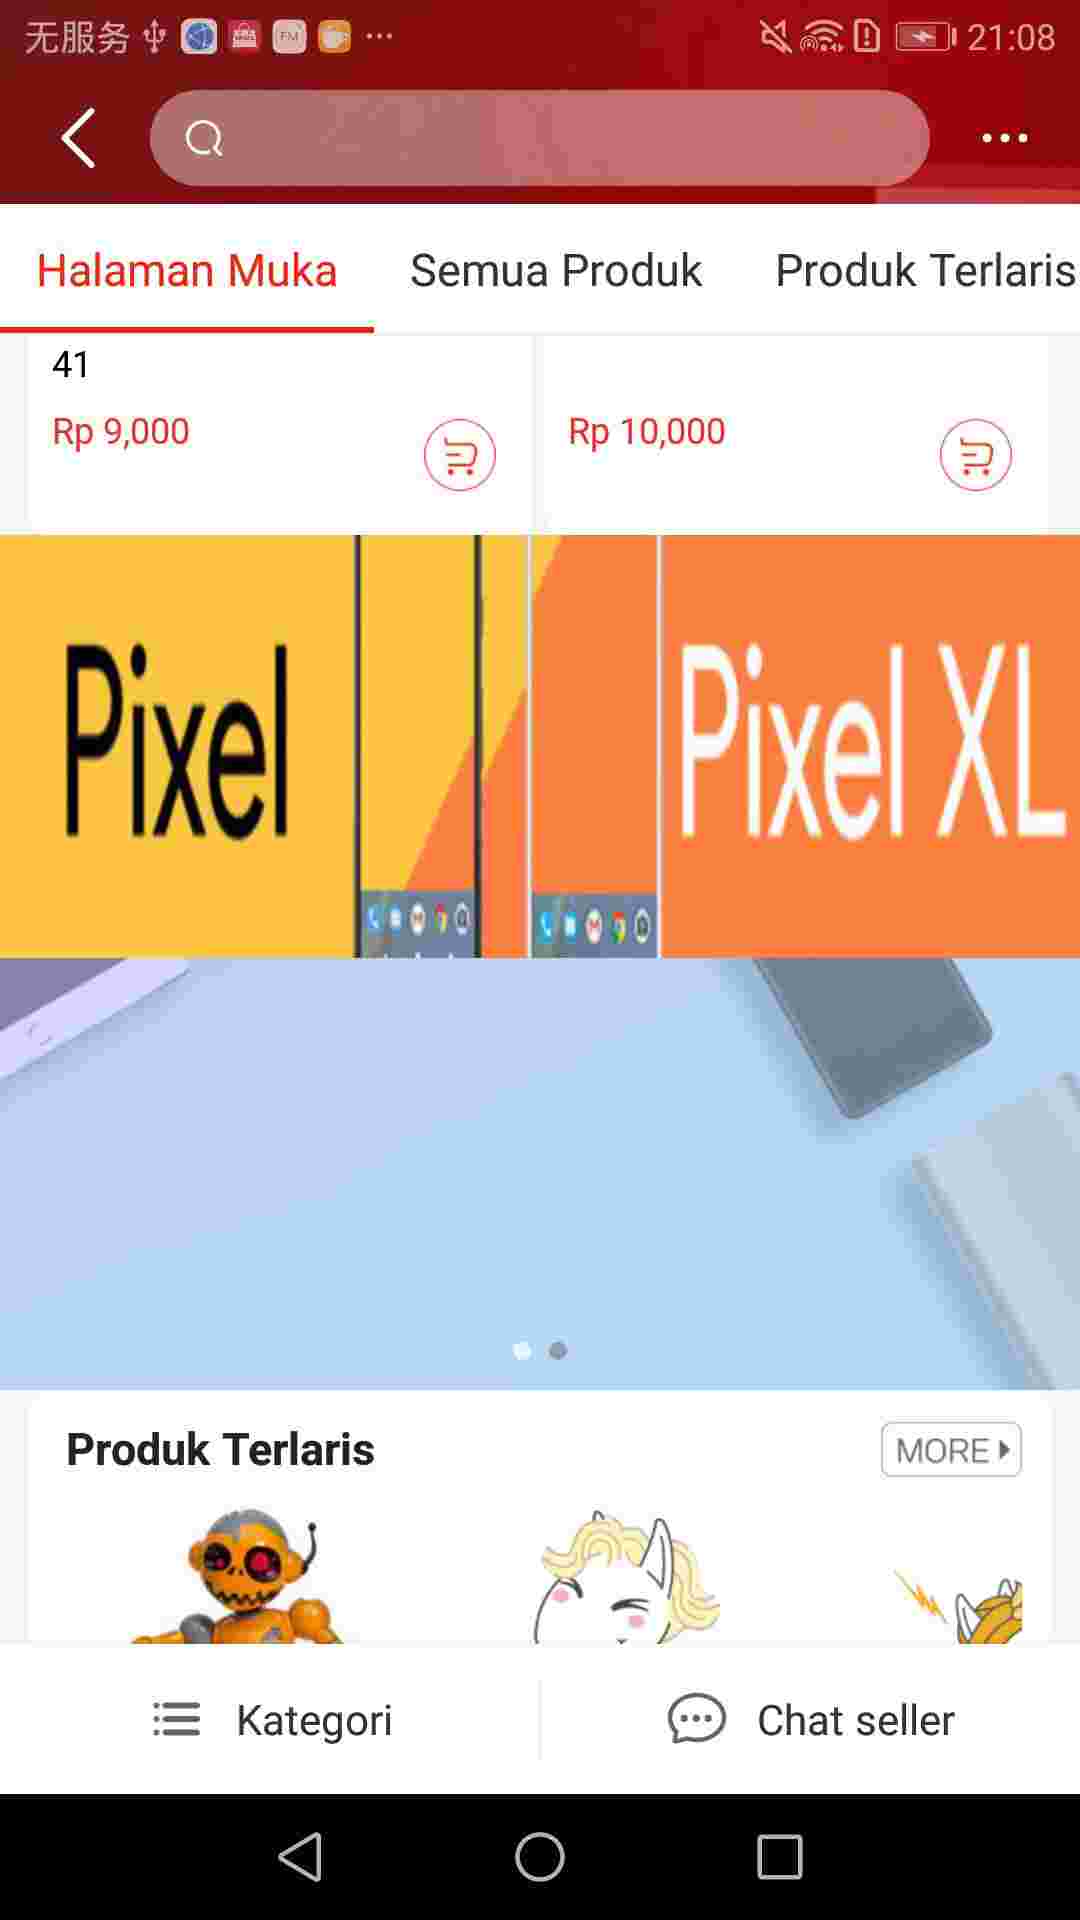 无服务 FM 21:08
Halaman Muka Semua Produk Produk Terlaris
41
Rp 9,000 Rp 10,000
Pixel Pixel XL
Produk Terlaris MORE
Kategori Chat seller